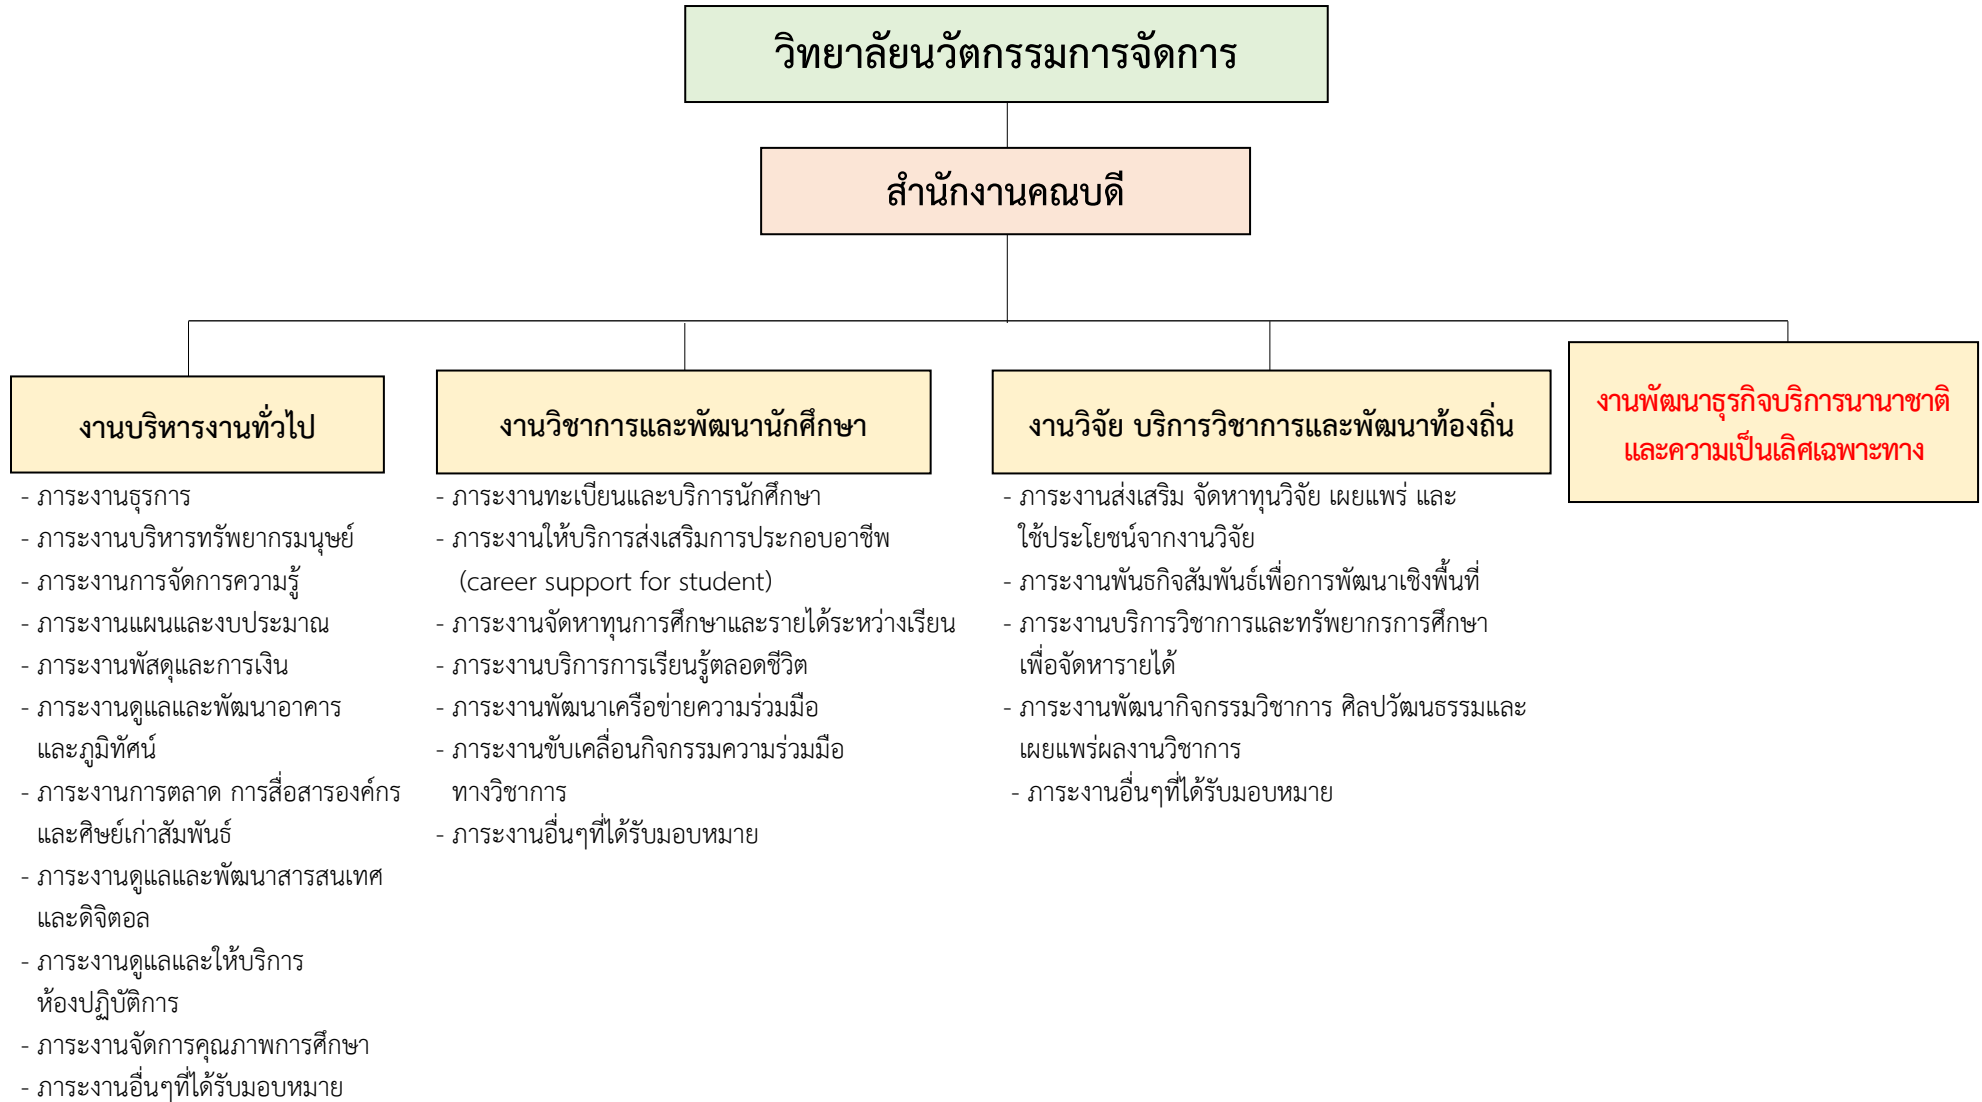 วิทยาลัยนวัตกรรมการจัดการ
สำนักงานคณบดี
งานบริหารงานทั่วไป
- ภาระงานธุรการ
- ภาระงานบริหารทรัพยากรมนุษย์
- ภาระงานการจัดการความรู้
- ภาระงานแผนและงบประมาณ
- ภาระงานพัสดุและการเงิน
- ภาระงานดูแลและพัฒนาอาคาร
และภูมิทัศน์
- ภาระงานการตลาด การสื่อสารองค์กร
และศิษย์เก่าสัมพันธ์
- ภาระงานดูแลและพัฒนาสารสนเทศ
และดิจิตอล
- ภาระงานดูแลและให้บริการ
ห้องปฏิบัติการ
- ภาระงานจัดการคุณภาพการศึกษา
- ภาระงานอื่นๆที่ได้รับมอบหมาย
งานวิชาการและพัฒนานักศึกษา
- ภาระงานทะเบียนและบริการนักศึกษา
- ภาระงานให้บริการส่งเสริมการประกอบอาชีพ
(career support for student)
- ภาระงานจัดหาทุนการศึกษาและรายได้ระหว่างเรียน
- ภาระงานบริการการเรียนรู้ตลอดชีวิต
- ภาระงานพัฒนาเครือข่ายความร่วมมือ
- ภาระงานขับเคลื่อนกิจกรรมความร่วมมือ
ทางวิชาการ
- ภาระงานอื่นๆที่ได้รับมอบหมาย
งานวิจัย บริการวิชาการและพัฒนาท้องถิ่น
- ภาระงานส่งเสริม จัดหาทุนวิจัย เผยแพร่ และ
ใช้ประโยชน์จากงานวิจัย
- ภาระงานพันธกิจสัมพันธ์เพื่อการพัฒนาเชิงพื้นที่
- ภาระงานบริการวิชาการและทรัพยากรการศึกษา
เพื่อจัดหารายได้
- ภาระงานพัฒนากิจกรรมวิชาการ ศิลปวัฒนธรรมและ
เผยแพร่ผลงานวิชาการ
- ภาระงานอื่นๆที่ได้รับมอบหมาย
งานพัฒนาธุรกิจบริการนานาชาติ
และความเป็นเลิศเฉพาะทาง